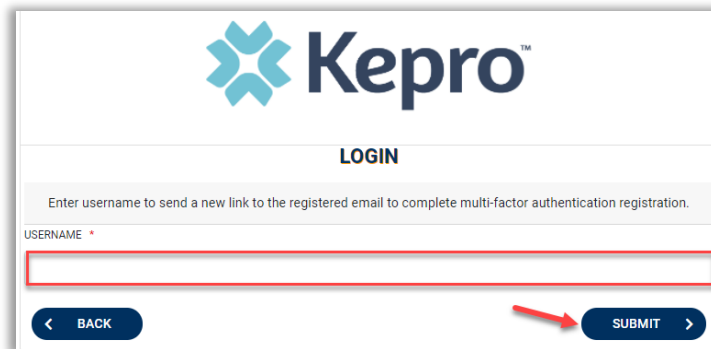 Kepro™
LOGIN
Enter username to send a new link to the registered email to complete multi-factor authentication registration.
USERNAME *
BACK
SUBMIT